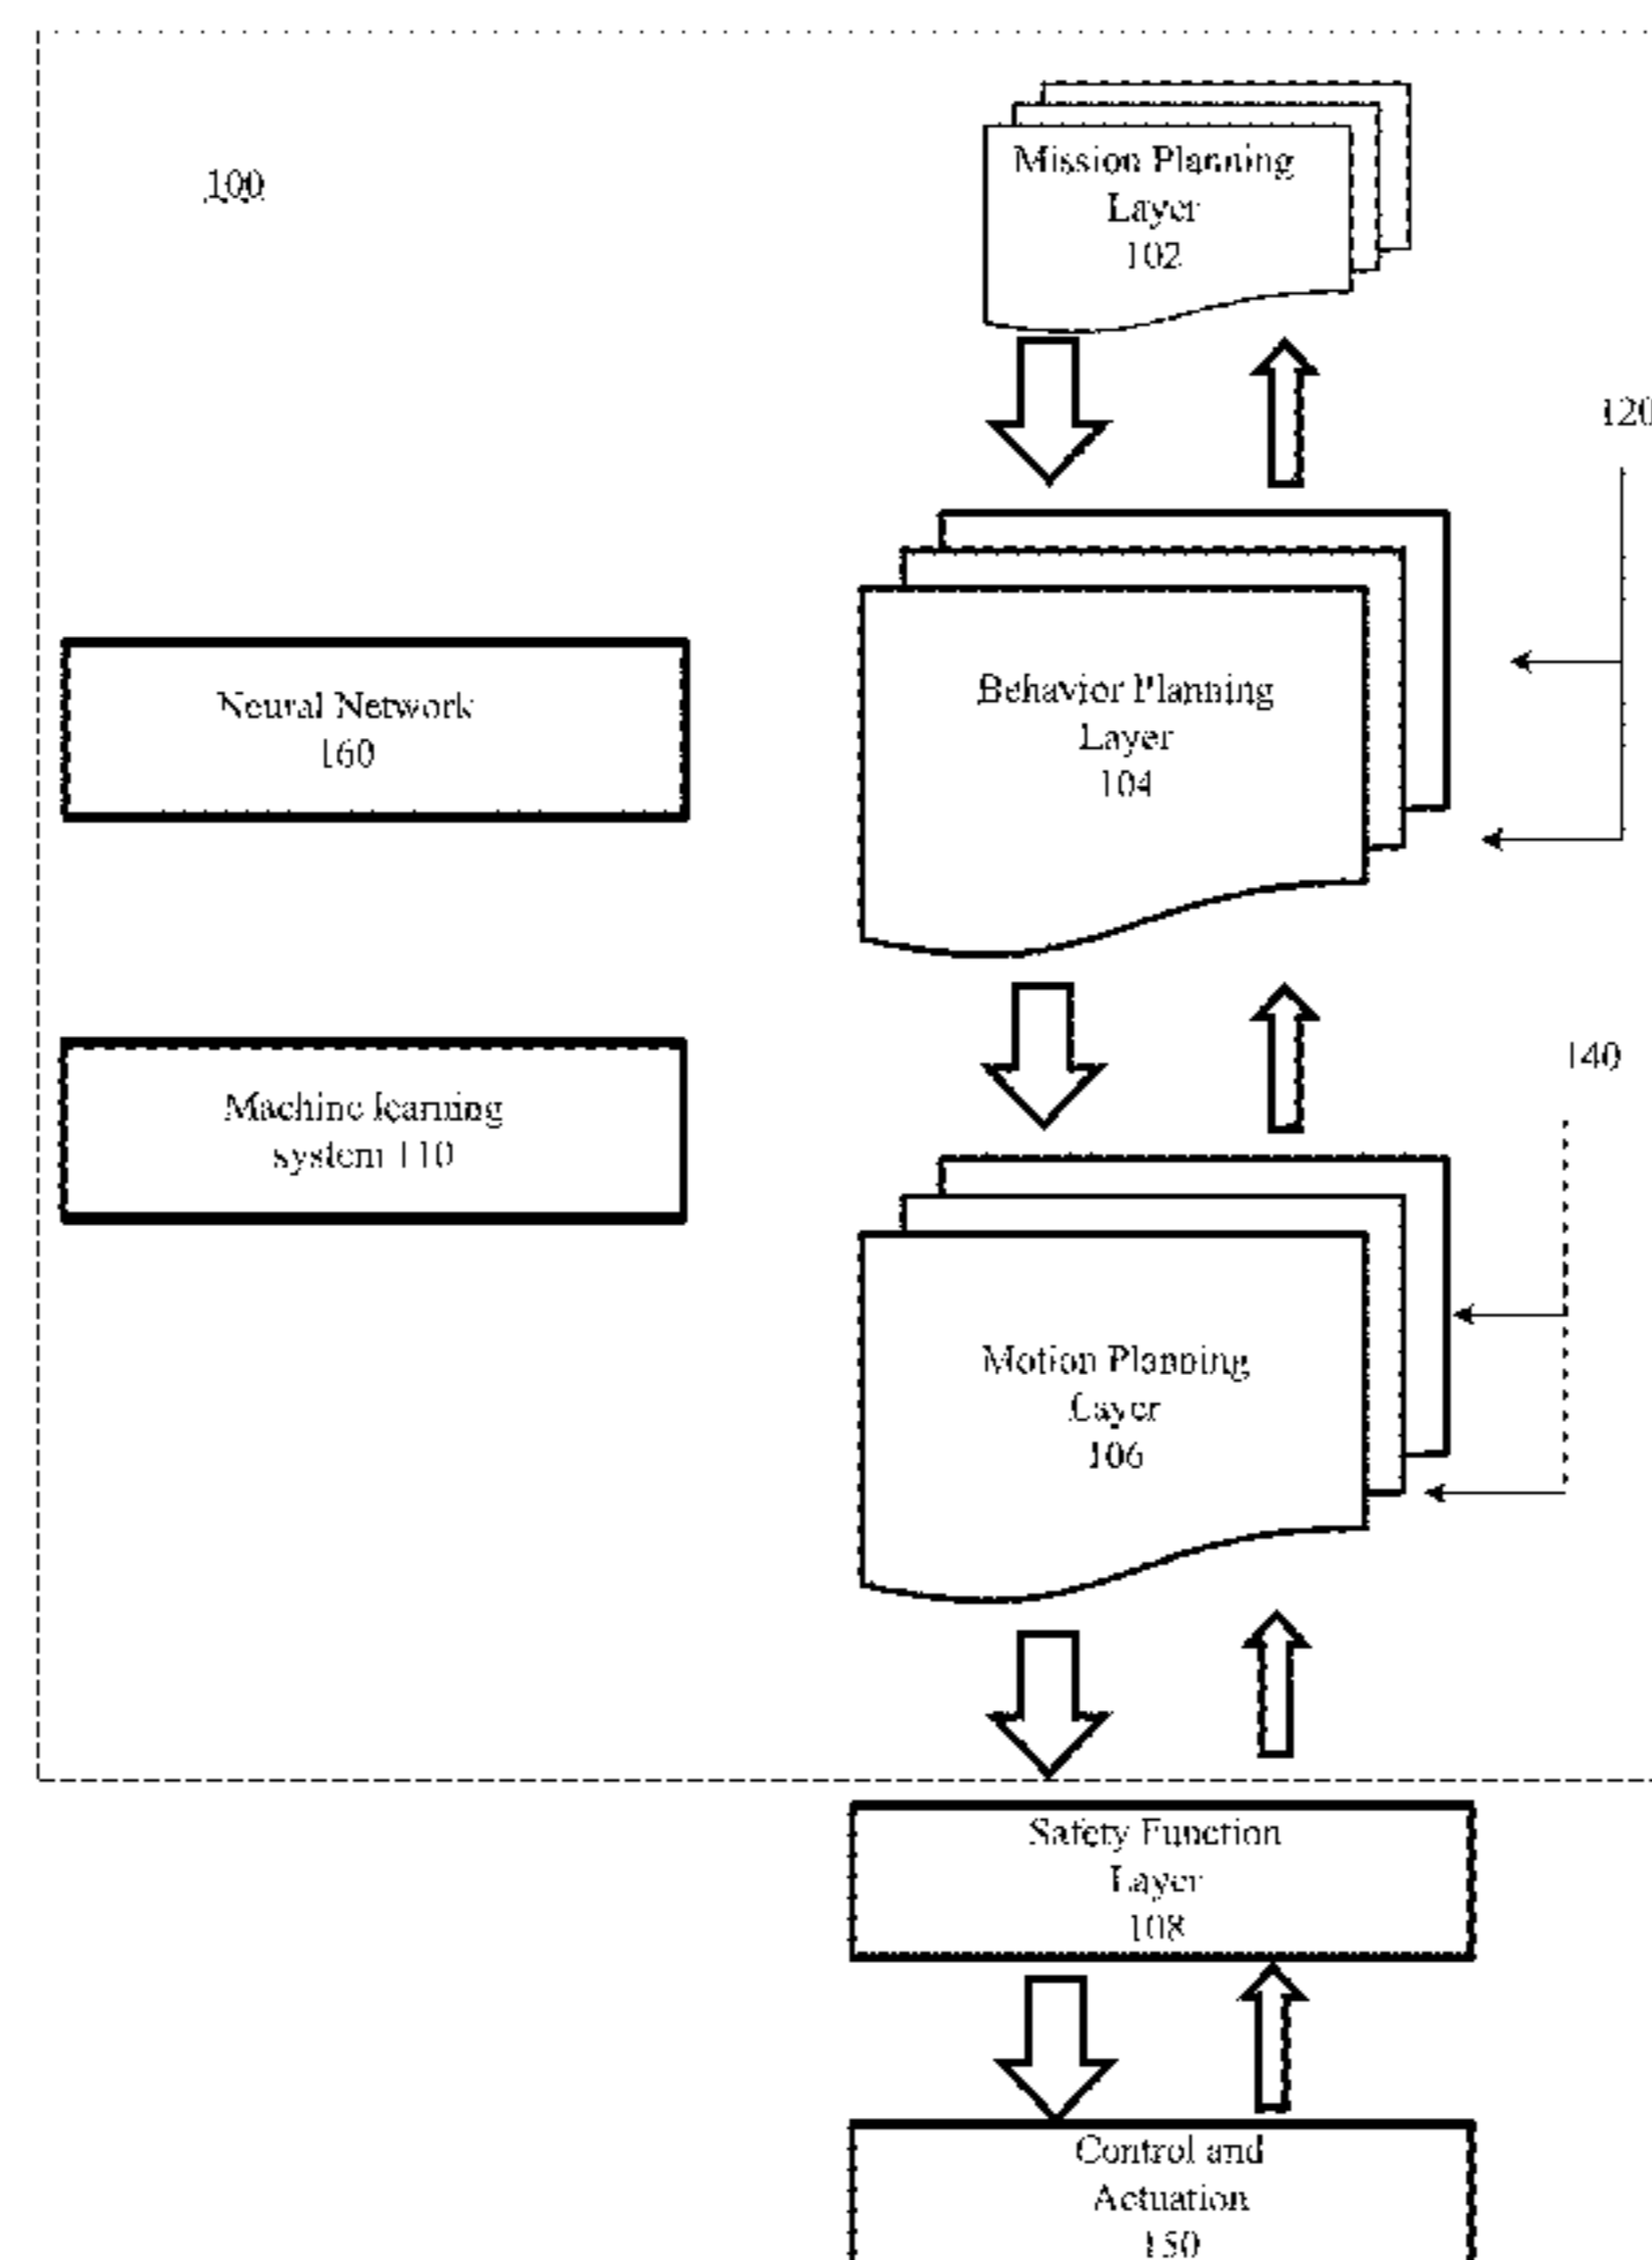 100
Mission Planning
Layer
102
120
Behavior Planning
Layer
104
Neural Network
160
140
Machine learning
system 110
Motion Planning
Layer
106
Safety Function
Layer
108
Control and
Actuation
150